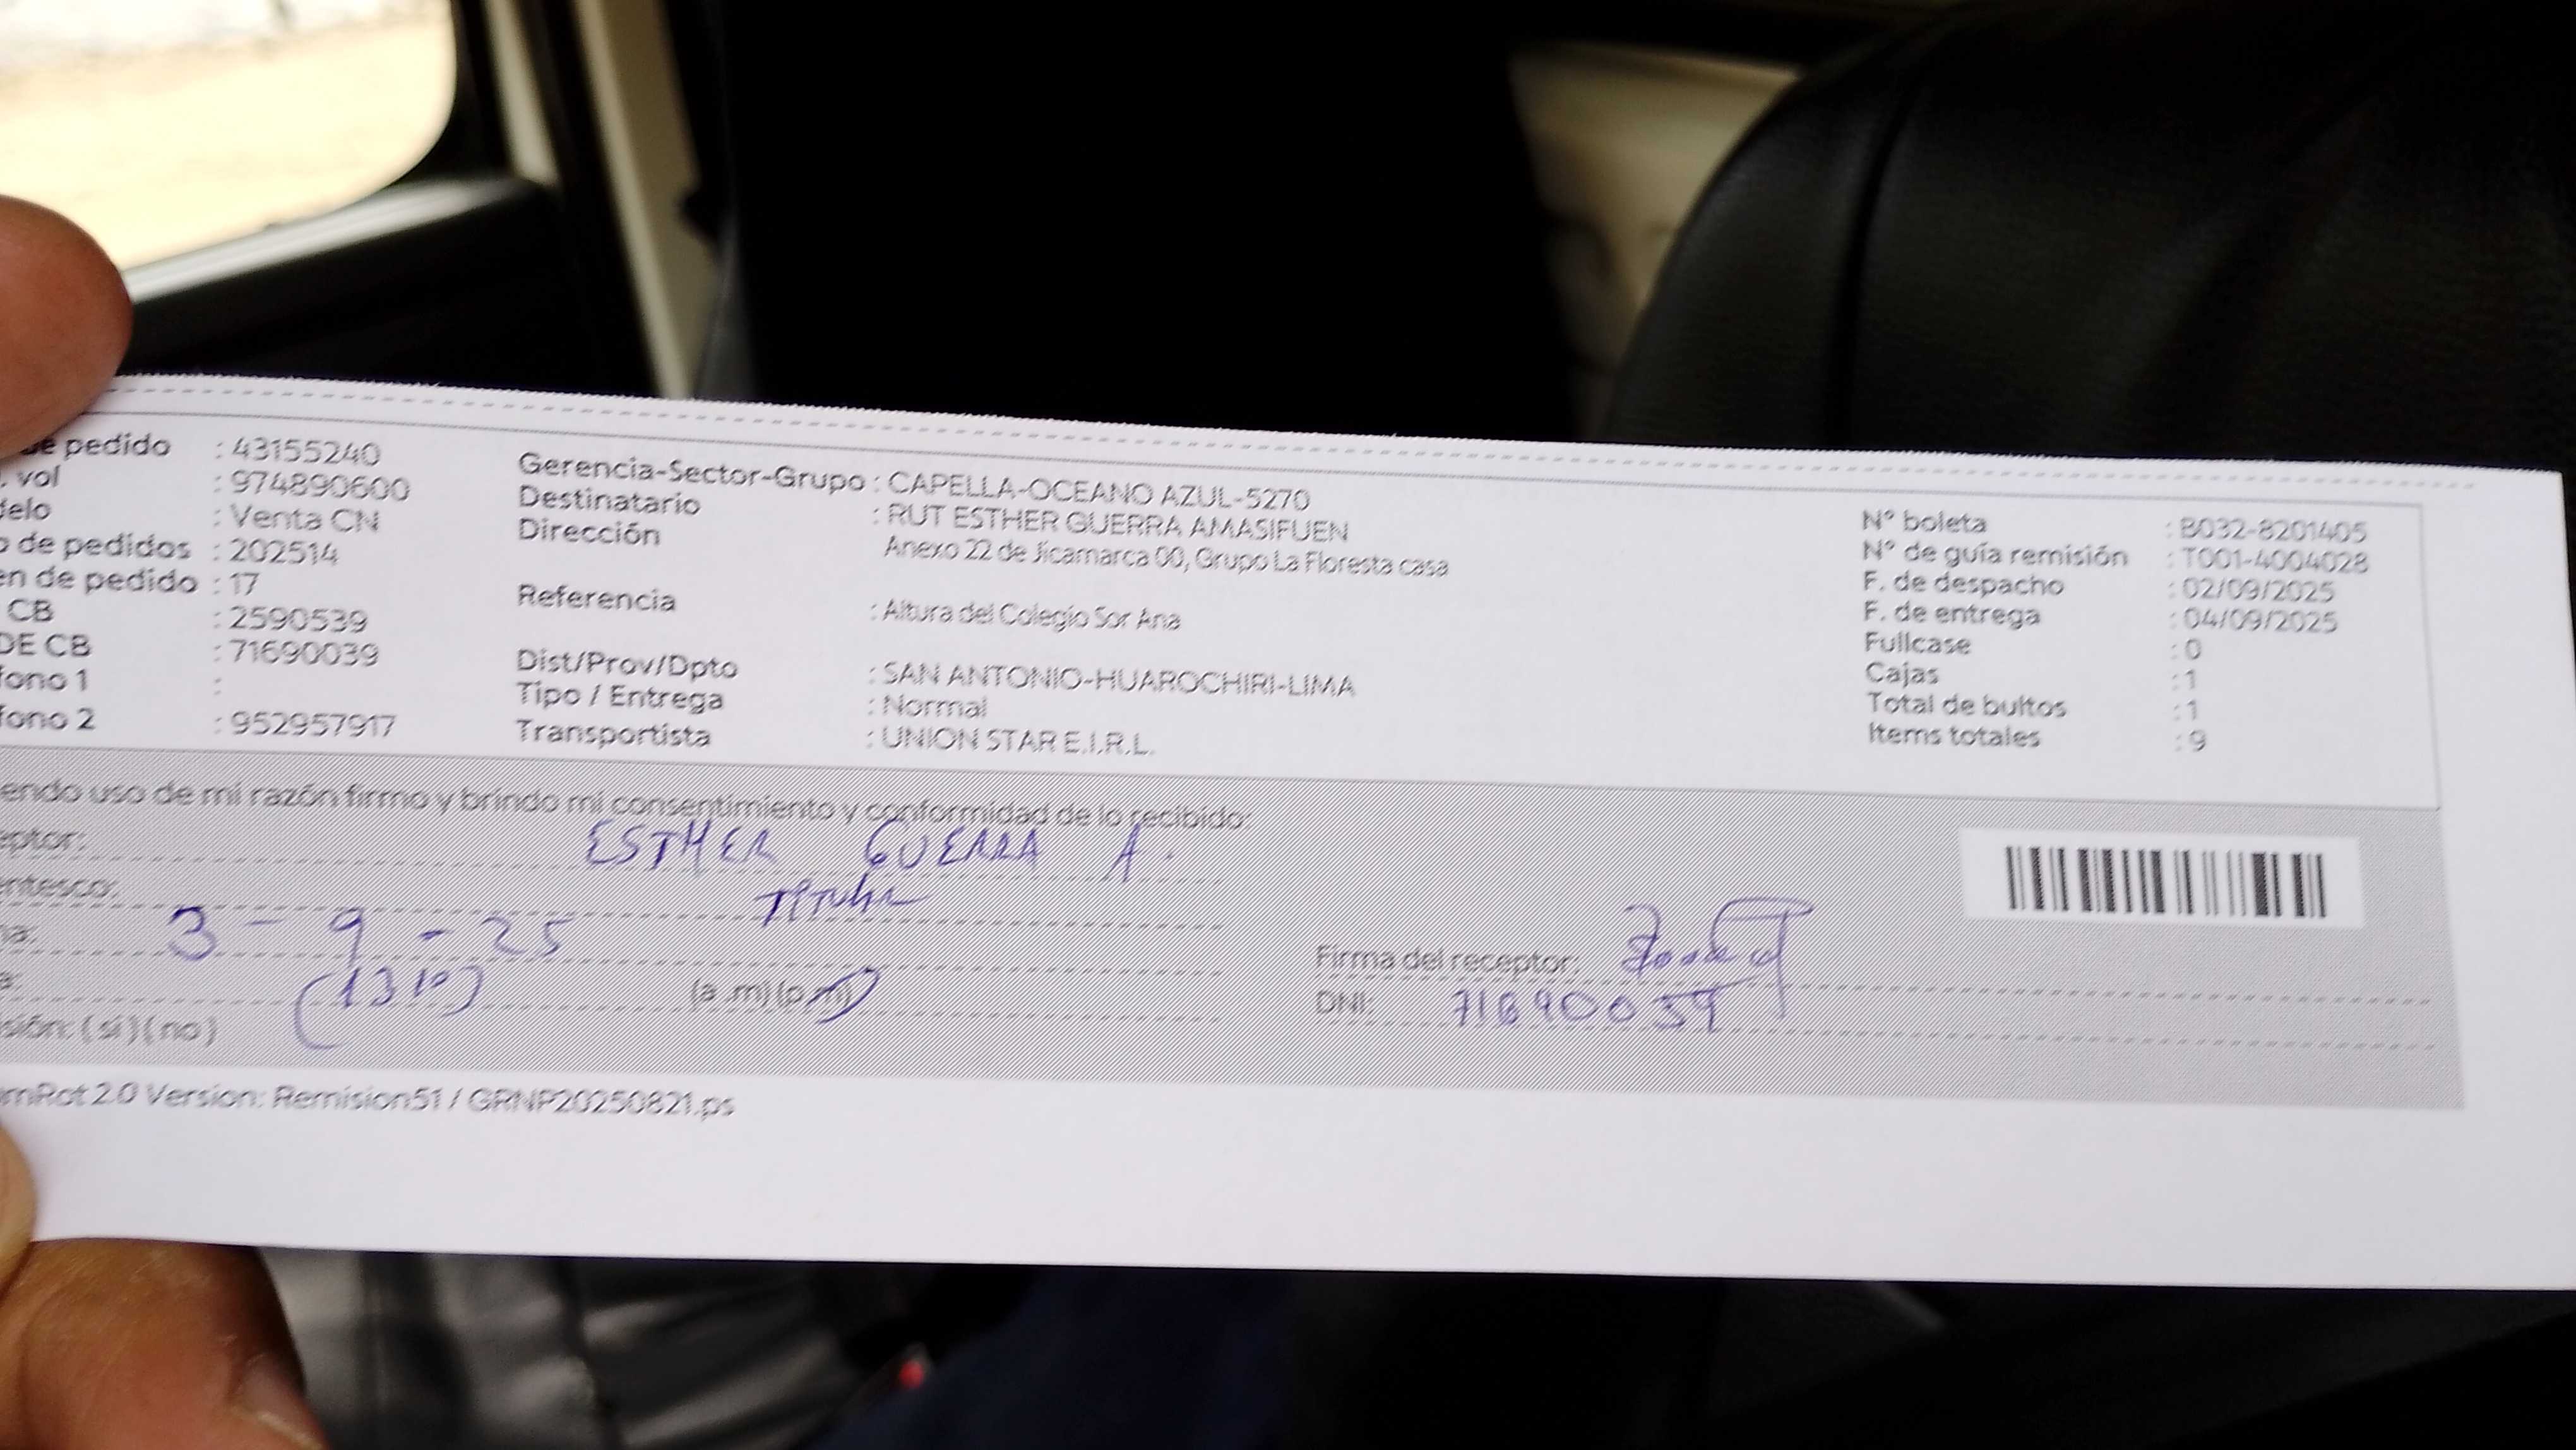 de pedido : 43155240
. vol : 974890600
delo : Venta CN
o de pedidos : 202514
en de pedido : 17
CB : 2590539
DE CB : 71690039
fono 1 :
fono 2 : 952957917
Gerencia-Sector-Grupo : CAPELLA-OCEANO AZUL-5270
Destinatario : RUT ESTHER GUERRA AMASIFUEN
Dirección Anexo 22 de Jicamarca 00, Grupo La Floresta casa
Referencia : Altura del Colegio Sor Ana
Dist/Prov/Dpto : SAN ANTONIO-HUAROCHIRI-LIMA
Tipo / Entrega : Normal
Transportista : UNION STAR E.I.R.L.
N° boleta : B032-8201405
N° de guía remisión : T001-4004028
F. de despacho : 02/09/2025
F. de entrega : 04/09/2025
Fullcase : 0
Cajas : 1
Total de bultos : 1
Items totales : 9
endo uso de mi razón firmo y brindo mi consentimiento y conformidad de lo recibido:
eptor: ESTHER GUERRA A.
entesco: Titular
ha: 3 - 9 - 25
a: (13 10) (a .m) (p.m)
sión: (si) (no)
Firma del receptor:
DNI: 71690039
omRot 2.0 Version: Remision51 / GRNP20250821.ps